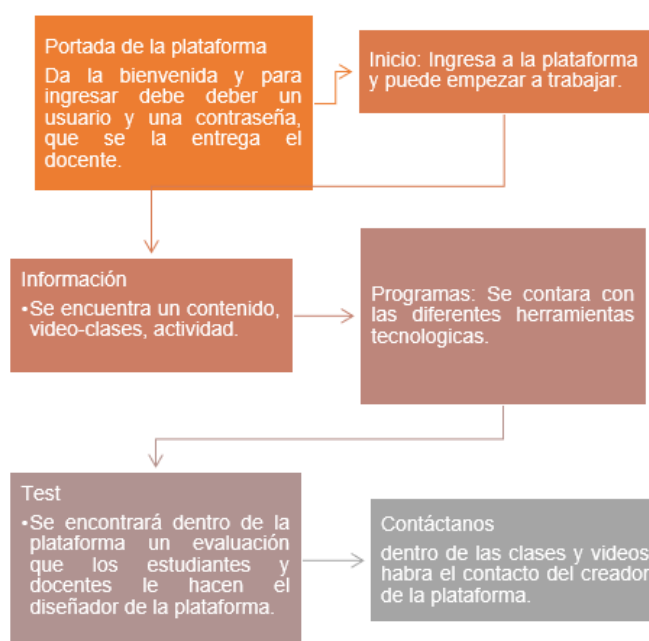 Portada de la plataforma
Da la bienvenida y para
ingresar debe deber un
usuario y una contraseña,
que se la entrega el
docente.
Inicio: Ingresa a la plataforma
y puede empezar a trabajar.
Información
•Se encuentra un contenido,
video-clases, actividad.
Programas: Se contara con
las diferentes herramientas
tecnologicas.
Test
•Se encontrará dentro de la
plataforma un evaluación
que los estudiantes y
docentes le hacen el
diseñador de la plataforma.
Contáctanos
dentro de las clases y videos
habra el contacto del creador
de la plataforma.